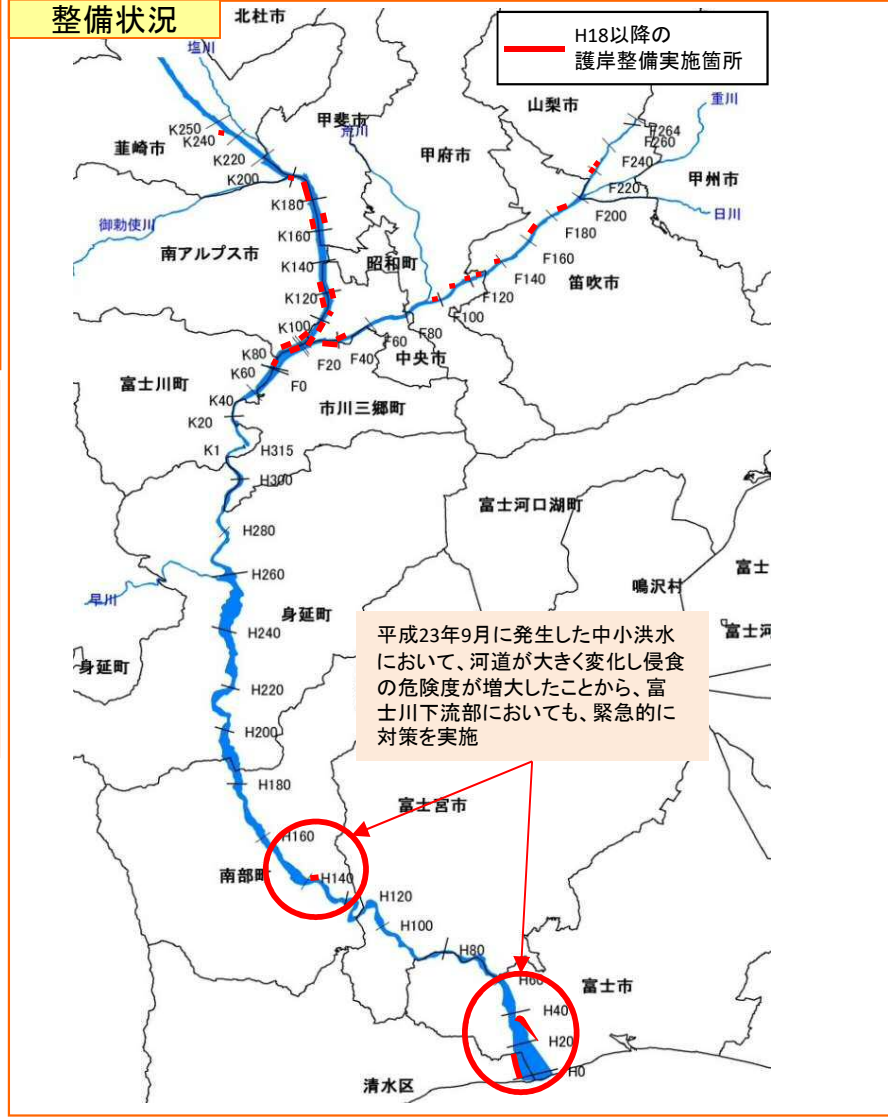 整備状況
北杜市
塩川
H18以降の
護岸整備実施箇所
山梨市
重川
甲斐市
荒川
K250
K240
韮崎市
K220
K200
甲府市
F264
F260
F240
F220
甲州市
F200
日川
K180
御勅使川
K160
南アルプス市
F180
F160
K140
昭和町
F140
笛吹市
K120
F120
F100
K100
F80
F60
中央市
F40
F20
K80
K60
F0
富士川町
K40
市川三郷町
K20
K1
H315
H300
富士河口湖町
H280
H260
鳴沢村
富士
早川
身延町
H240
富士河
身延町
平成23年9月に発生した中小洪水
において、河道が大きく変化し侵食
の危険度が増大したことから、富
士川下流部においても、緊急的に
対策を実施
H220
H200
H180
富士宮市
H160
南部町
H140
H120
H100
H80
H60
富士市
H40
H20
H0
清水区